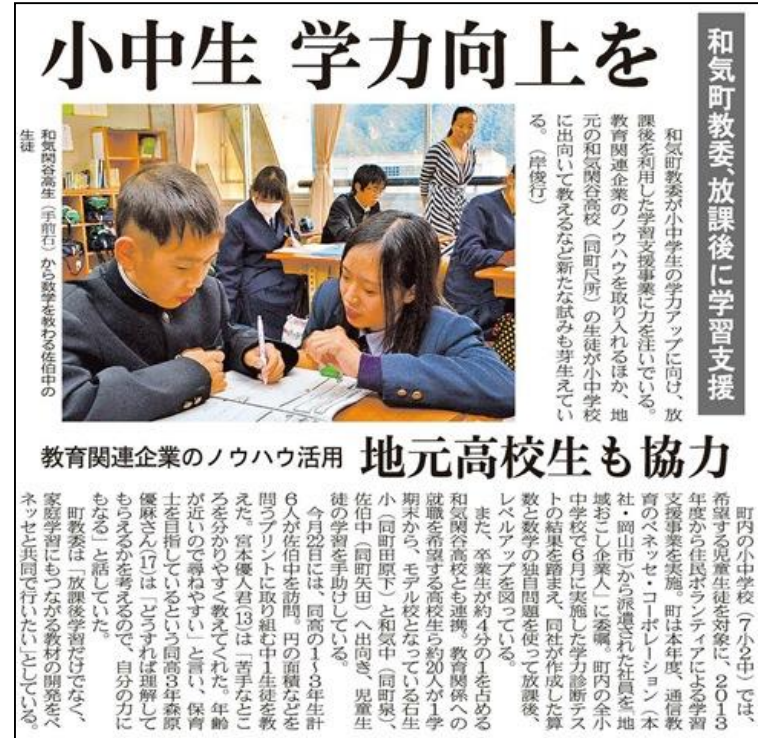 小中生 学力向上を
和気町教委、放課後に学習支援
和気町教委が小中学生の学力アップに向け、放
課後を利用した学習支援事業に力を注いでいる。
教育関連企業のノウハウを取り入れるほか、地
元の和気閑谷高校（同町尺所）の生徒が小中学校
に出向いて教えるなど新たな試みも芽生えてい
る。（岸俊行）
和気閑谷高生（手前右）から数学を教わる佐伯中の
生徒
教育関連企業のノウハウ活用 地元高校生も協力
町内の小中学校（7小2中）では、
希望する児童生徒を対象に、2013
年度から住民ボランティアによる学習
支援事業を実施。町は本年度、通信教
育のベネッセ・コーポレーション（本
社・岡山市）から派遣された社員を「地
域おこし企業人」に委嘱。町内の全小
中学校で6月に実施した学力診断テス
トの結果を踏まえ、同社が作成した算
数と数学の独自問題を使って放課後、
レベルアップを図っている。
また、卒業生が約4分の1を占める
和気閑谷高校とも連携。教育関係への
就職を希望する高校生ら約20人が1学
期末から、モデル校となっている石生
小（同町田原下）と和気中（同町泉）、
佐伯中（同町矢田）へ出向き、児童生
徒の学習を手助けしている。
今月22日には、同高の1〜3年生計
6人が佐伯中を訪問。円の面積などを
問うプリントに取り組む中1生徒を教
えた。宮本優人君(13)は「苦手なとこ
ろを分かりやすく教えてくれた。年齢
が近いので尋ねやすい」と言い、保育
士を目指しているという同高3年森原
優麻さん(17)は「どうすれば理解して
もらえるかを考えるので、自分の力に
もなる」と話していた。
町教委は「放課後学習だけでなく、
家庭学習にもつながる教材の開発をベ
ネッセと共同で行いたい」としている。